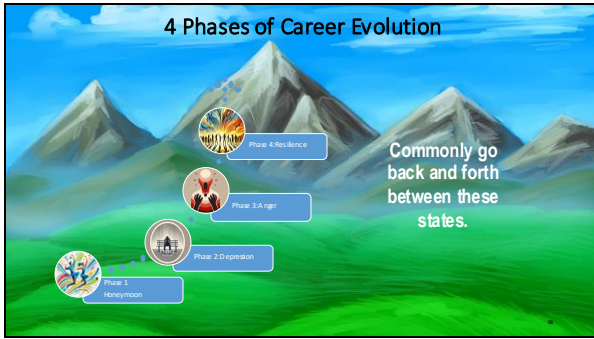 4 Phases of Career Evolution
Phase 4:Resilience
Commonly go
back and forth
between these
states.
Phase 3:Anger
Phase 2:Depression
Phase 1
Honeymoon